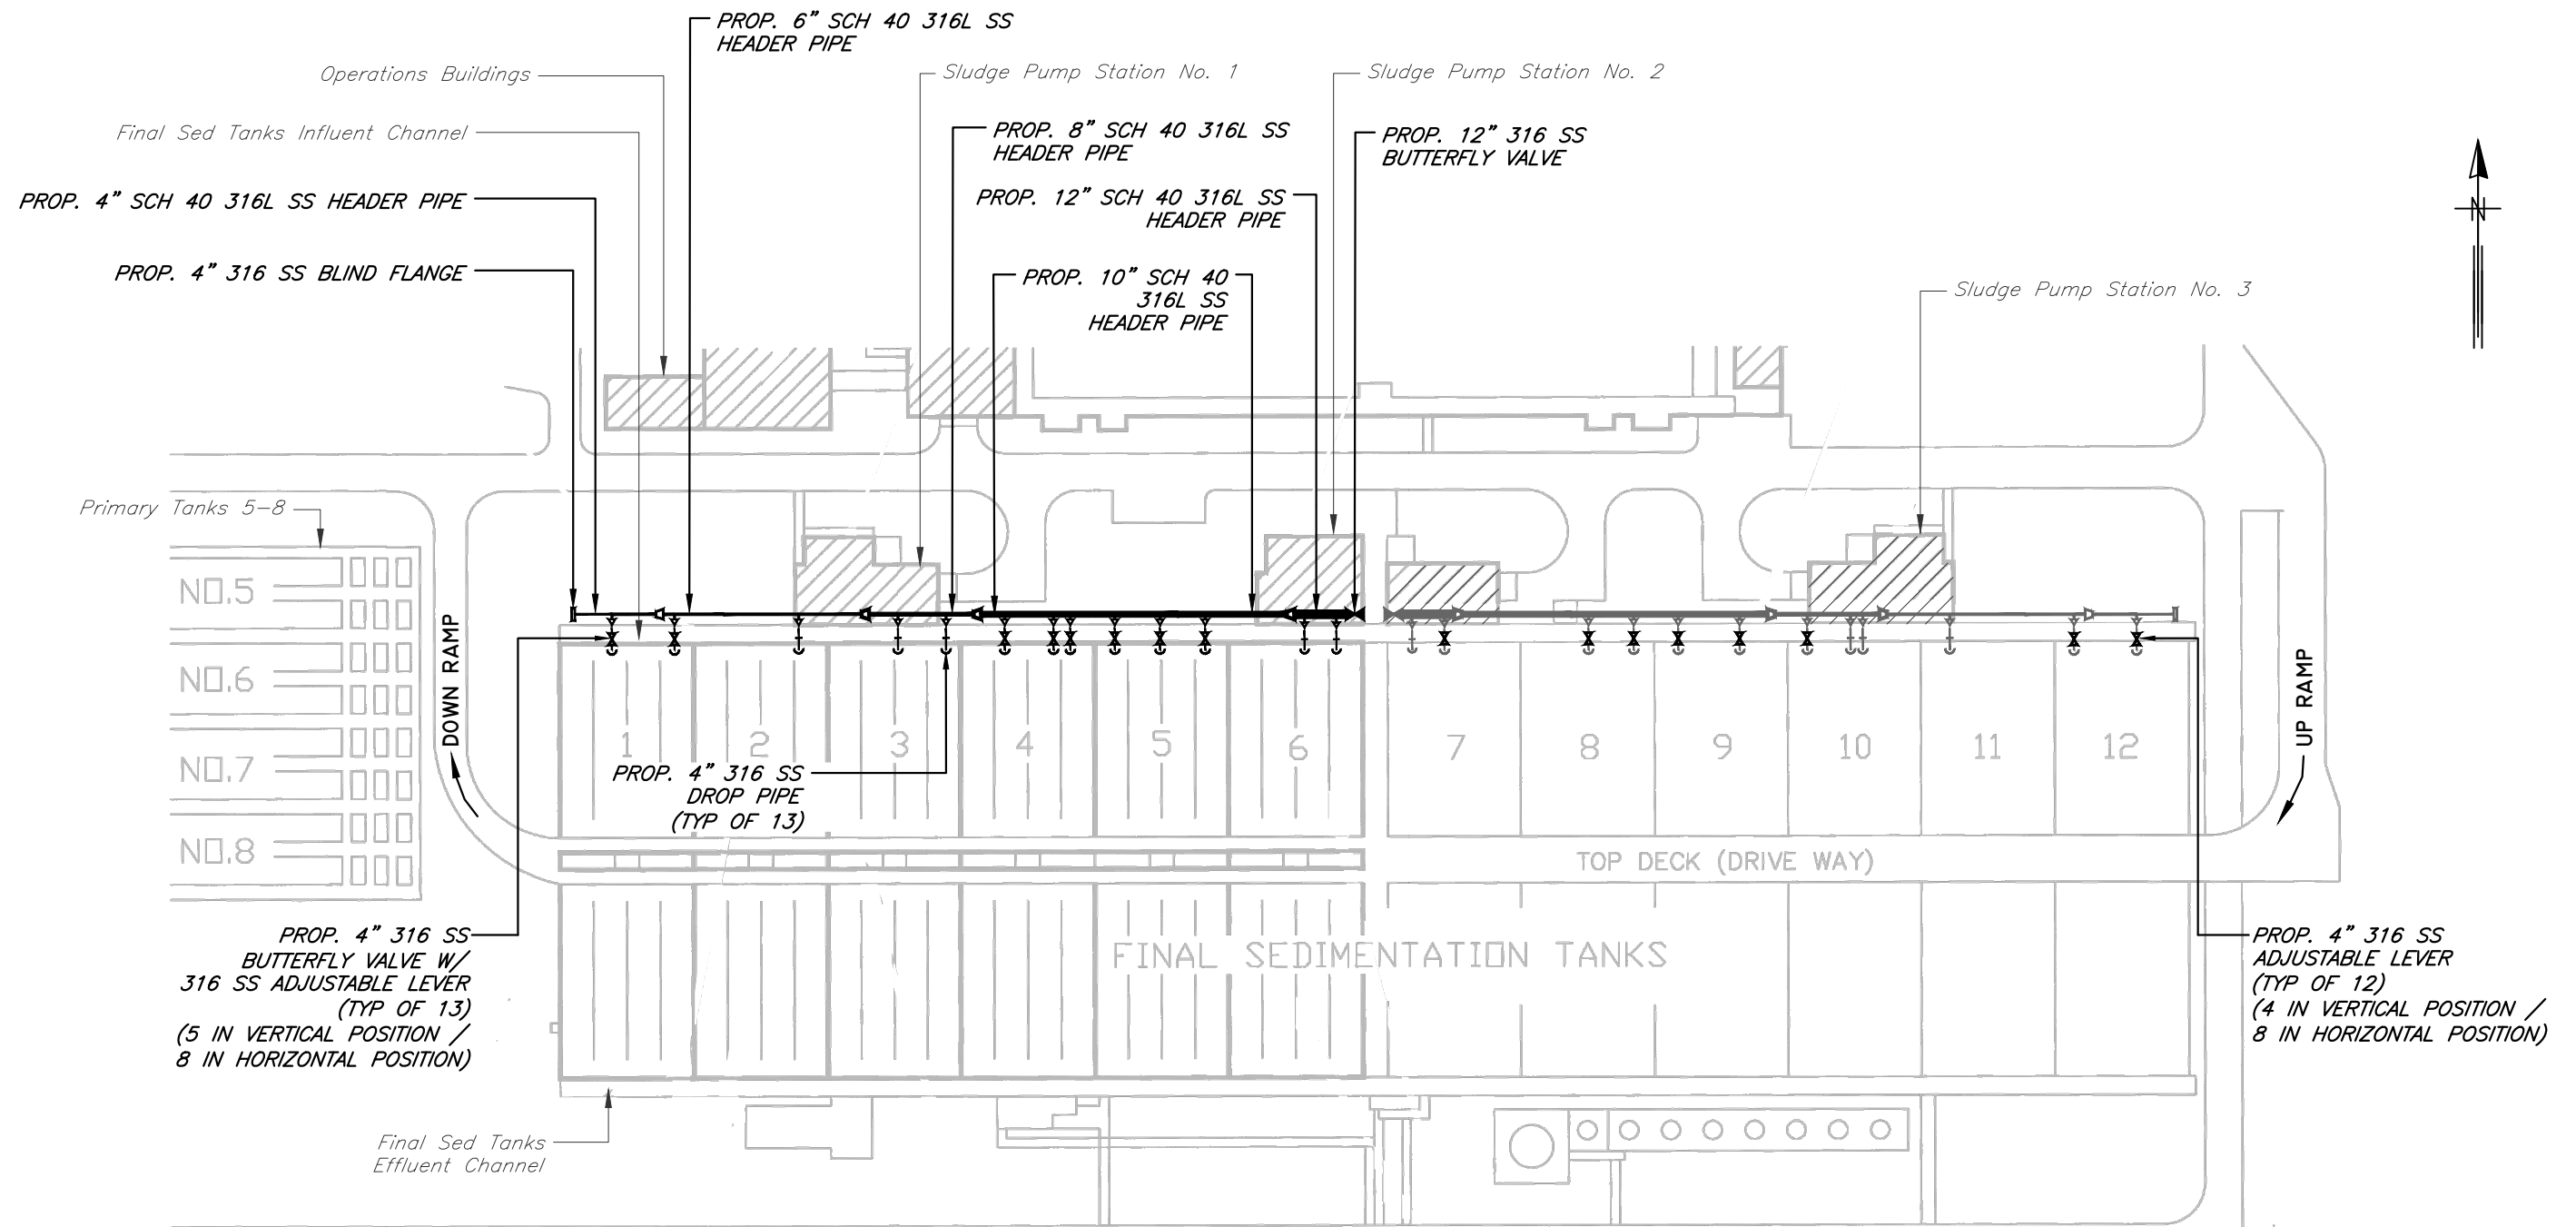 PROP. 6" SCH 40 316L SS
HEADER PIPE
Operations Buildings
Sludge Pump Station No. 1
Sludge Pump Station No. 2
Final Sed Tanks Influent Channel
PROP. 8" SCH 40 316L SS
HEADER PIPE
PROP. 12" 316 SS
BUTTERFLY VALVE
PROP. 4" SCH 40 316L SS HEADER PIPE
PROP. 12" SCH 40 316L SS
HEADER PIPE
N
PROP. 4" 316 SS BLIND FLANGE
PROP. 10" SCH 40
316L SS
HEADER PIPE
Sludge Pump Station No. 3
Primary Tanks 5-8
NO.5
NO.6
NO.7
NO.8
DOWN RAMP
UP RAMP
1
2
3
4
5
6
7
8
9
10
11
12
PROP. 4" 316 SS
DROP PIPE
(TYP OF 13)
TOP DECK (DRIVE WAY)
FINAL SEDIMENTATION TANKS
PROP. 4" 316 SS
BUTTERFLY VALVE W/
316 SS ADJUSTABLE LEVER
(TYP OF 13)
(5 IN VERTICAL POSITION /
8 IN HORIZONTAL POSITION)
PROP. 4" 316 SS
ADJUSTABLE LEVER
(TYP OF 12)
(4 IN VERTICAL POSITION /
8 IN HORIZONTAL POSITION)
Final Sed Tanks
Effluent Channel